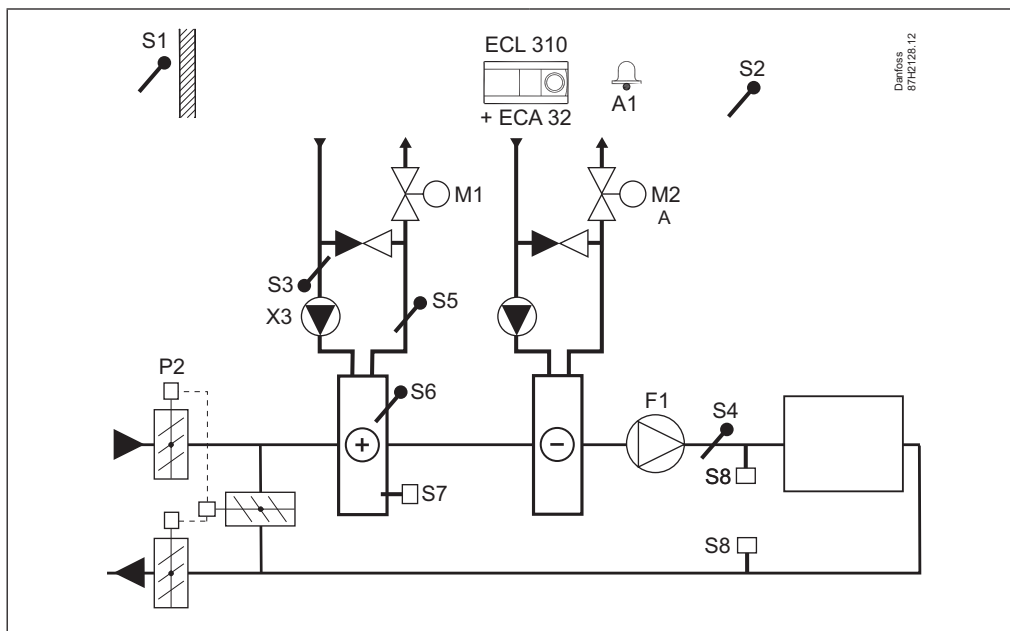 S1
ECL 310
+ ECA 32
A1
S2
Danfoss
87H2128.12
M1
M2
A
S3
X3
S5
P2
S6
F1
S4
S7
S8
S8